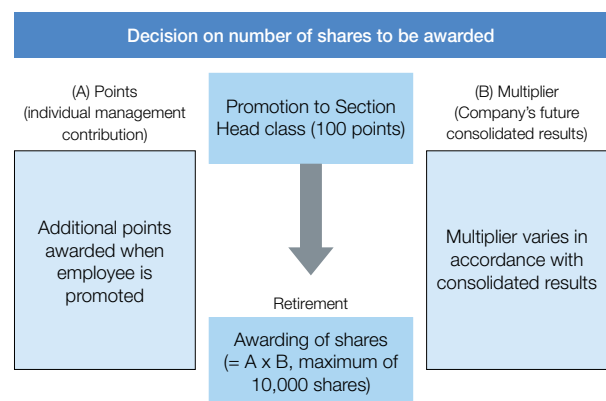 Decision on number of shares to be awarded
(A) Points
(individual management
contribution)
Additional points
awarded when
employee is
promoted
Promotion to Section
Head class (100 points)
Retirement
Awarding of shares
(= A x B, maximum of
10,000 shares)
(B) Multiplier
(Company’s future
consolidated results)
Multiplier varies in
accordance with
consolidated results